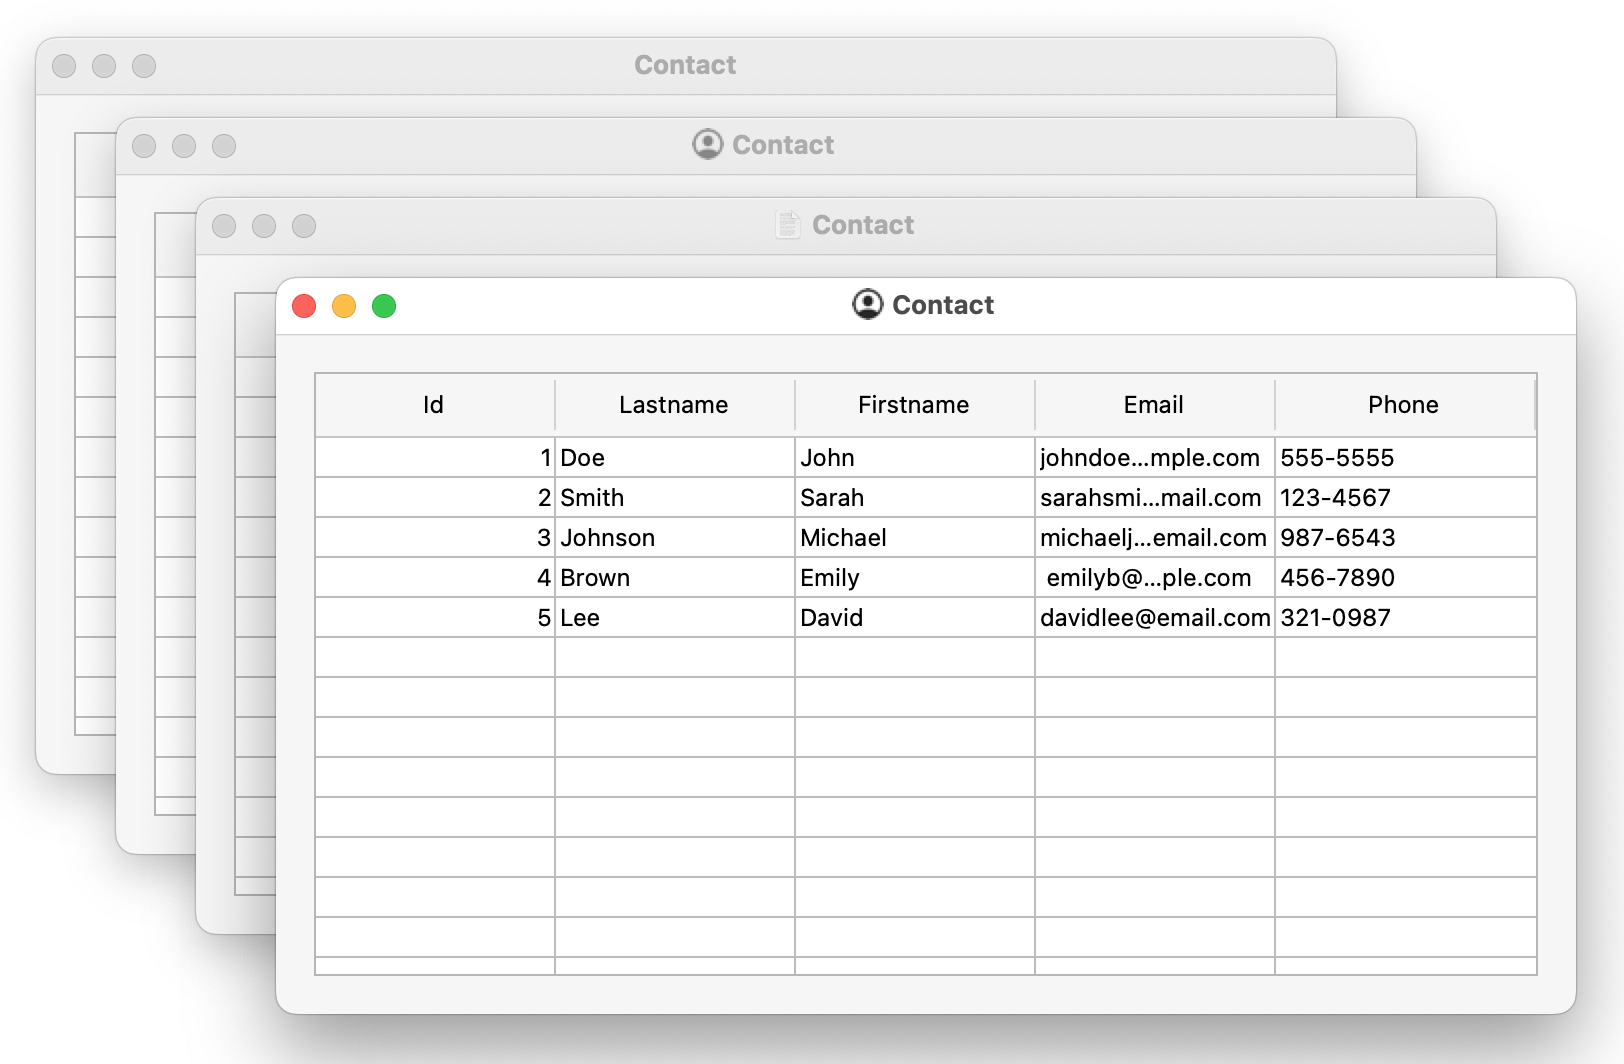 Contact
Contact
Contact
Contact
Id Lastname Firstname Email Phone
1 Doe John johndoe...mple.com 555-5555
2 Smith Sarah sarahsmi...mail.com 123-4567
3 Johnson Michael michaelj...email.com 987-6543
4 Brown Emily emilyb@...ple.com 456-7890
5 Lee David davidlee@email.com 321-0987